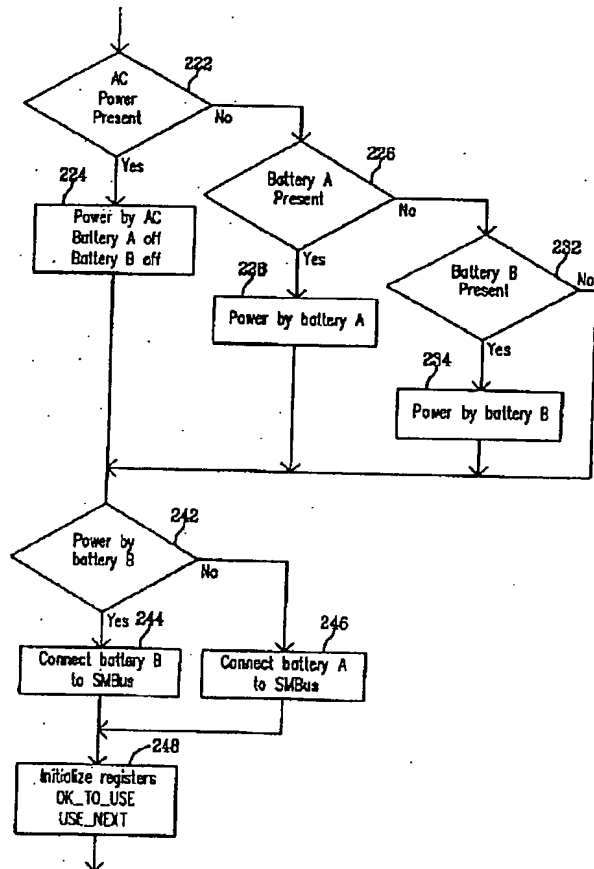 222
AC
Power
Present
No
Yes
224
Power by AC
Battery A off
Battery B off
226
Battery A
Present
No
Yes
228
Power by battery A
232
Battery B
Present
No
Yes
234
Power by battery B
242
Power by
battery B
No
Yes
244
Connect battery B
to SMBus
246
Connect battery A
to SMBus
248
Initialize registers
OK_TO_USE
USE_NEXT